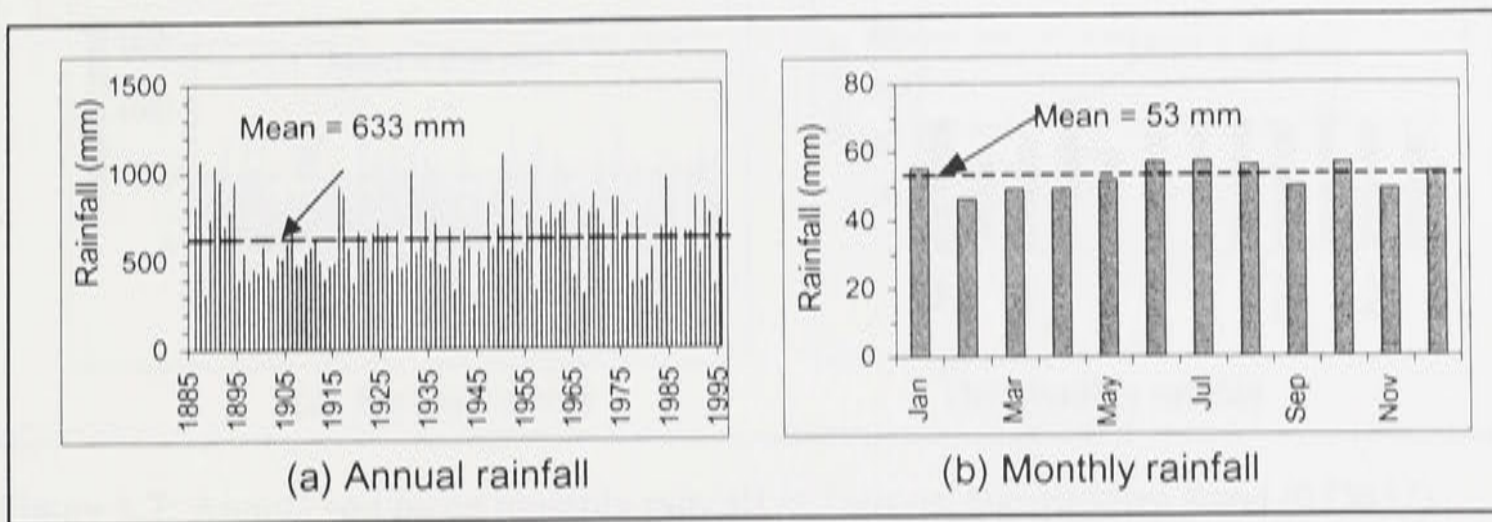 Rainfall (mm)
1500
1000
500
0
Mean = 633 mm
1885
1895
1905
1915
1925
1935
1945
1955
1965
1975
1985
1995
(a) Annual rainfall
Rainfall (mm)
80
60
40
20
0
Mean = 53 mm
Jan
Mar
May
Jul
Sep
Nov
(b) Monthly rainfall